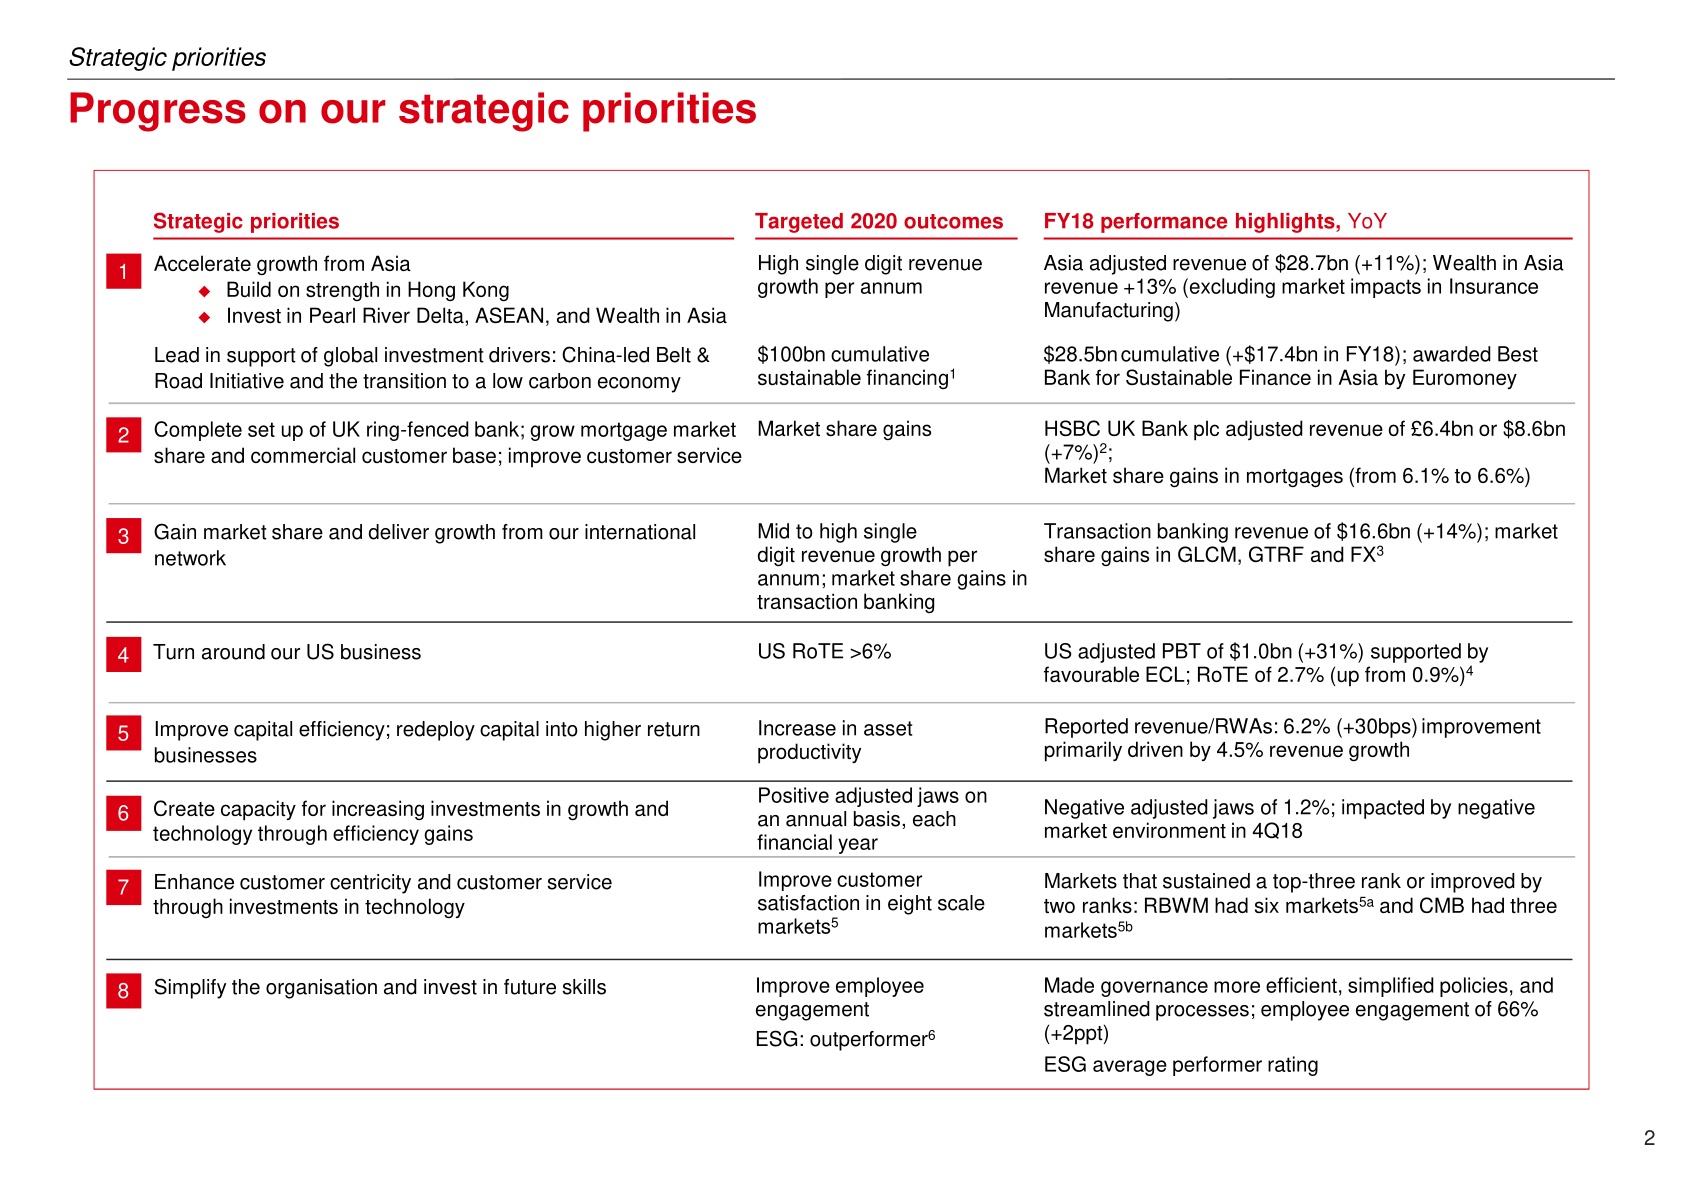 Strategic priorities
Progress on our strategic priorities
Strategic priorities
Targeted 2020 outcomes
FY18 performance highlights, YoY
1
Accelerate growth from Asia
◆ Build on strength in Hong Kong
◆ Invest in Pearl River Delta, ASEAN, and Wealth in Asia
High single digit revenue
growth per annum
Asia adjusted revenue of $28.7bn (+11%); Wealth in Asia
revenue +13% (excluding market impacts in Insurance
Manufacturing)
Lead in support of global investment drivers: China-led Belt &
Road Initiative and the transition to a low carbon economy
$100bn cumulative
sustainable financing1
$28.5bn cumulative (+$17.4bn in FY18); awarded Best
Bank for Sustainable Finance in Asia by Euromoney
2
Complete set up of UK ring-fenced bank; grow mortgage market
share and commercial customer base; improve customer service
Market share gains
HSBC UK Bank plc adjusted revenue of £6.4bn or $8.6bn
(+7%)2;
Market share gains in mortgages (from 6.1% to 6.6%)
3
Gain market share and deliver growth from our international
network
Mid to high single
digit revenue growth per
annum; market share gains in
transaction banking
Transaction banking revenue of $16.6bn (+14%); market
share gains in GLCM, GTRF and FX3
4
Turn around our US business
US RoTE >6%
US adjusted PBT of $1.0bn (+31%) supported by
favourable ECL; RoTE of 2.7% (up from 0.9%)4
5
Improve capital efficiency; redeploy capital into higher return
businesses
Increase in asset
productivity
Reported revenue/RWAs: 6.2% (+30bps) improvement
primarily driven by 4.5% revenue growth
6
Create capacity for increasing investments in growth and
technology through efficiency gains
Positive adjusted jaws on
an annual basis, each
financial year
Negative adjusted jaws of 1.2%; impacted by negative
market environment in 4Q18
7
Enhance customer centricity and customer service
through investments in technology
Improve customer
satisfaction in eight scale
markets5
Markets that sustained a top-three rank or improved by
two ranks: RBWM had six markets5a and CMB had three
markets5b
8
Simplify the organisation and invest in future skills
Improve employee
engagement
ESG: outperformer6
Made governance more efficient, simplified policies, and
streamlined processes; employee engagement of 66%
(+2ppt)
ESG average performer rating
2